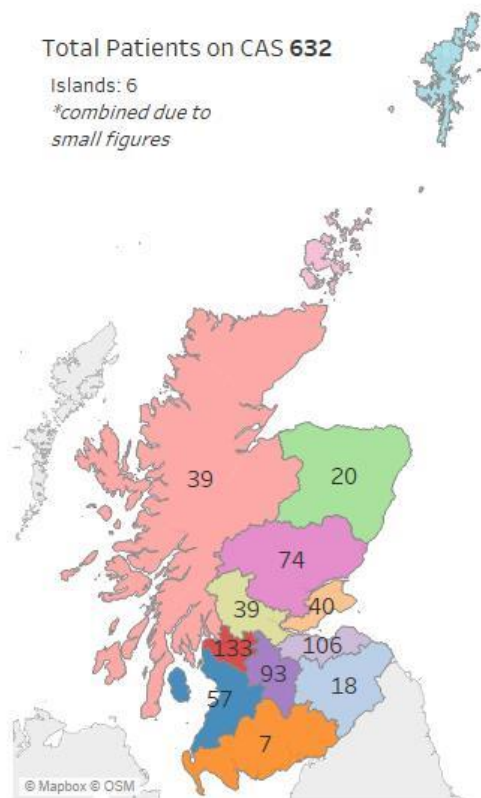 Total Patients on CAS 632
Islands: 6
*combined due to
small figures
39
20
74
39
40
133
106
93
57
18
7
© Mapbox © OSM